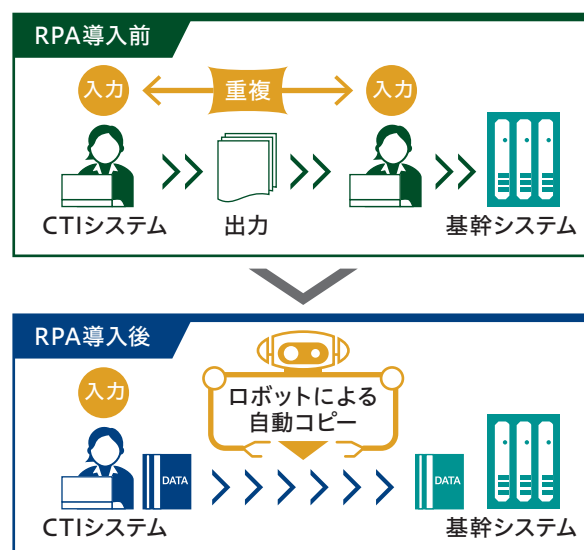 RPA導入前
入力
重複
入力
CTIシステム
出力
基幹システム
RPA導入後
入力
ロボットによる
自動コピー
DATA
DATA
CTIシステム
基幹システム